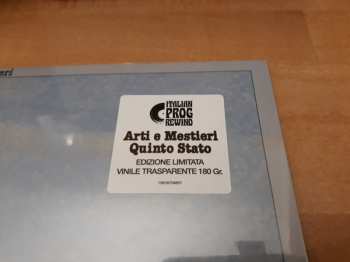 ITALIAN
PROG
REWIND
Arti e Mestieri
Quinto Stato
EDIZIONE LIMITATA
VINILE TRASPARENTE 180 Gr.